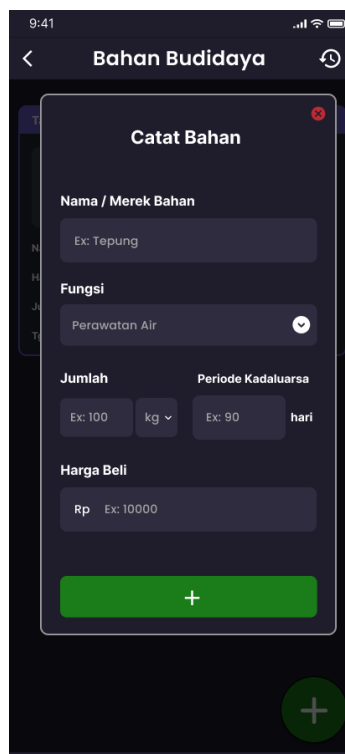 9:41
Bahan Budidaya
Catat Bahan
Nama / Merek Bahan
Ex: Tepung
Fungsi
Perawatan Air
Jumlah Periode Kadaluarsa
Ex: 100 kg Ex: 90 hari
Harga Beli
Rp Ex: 10000
+
+